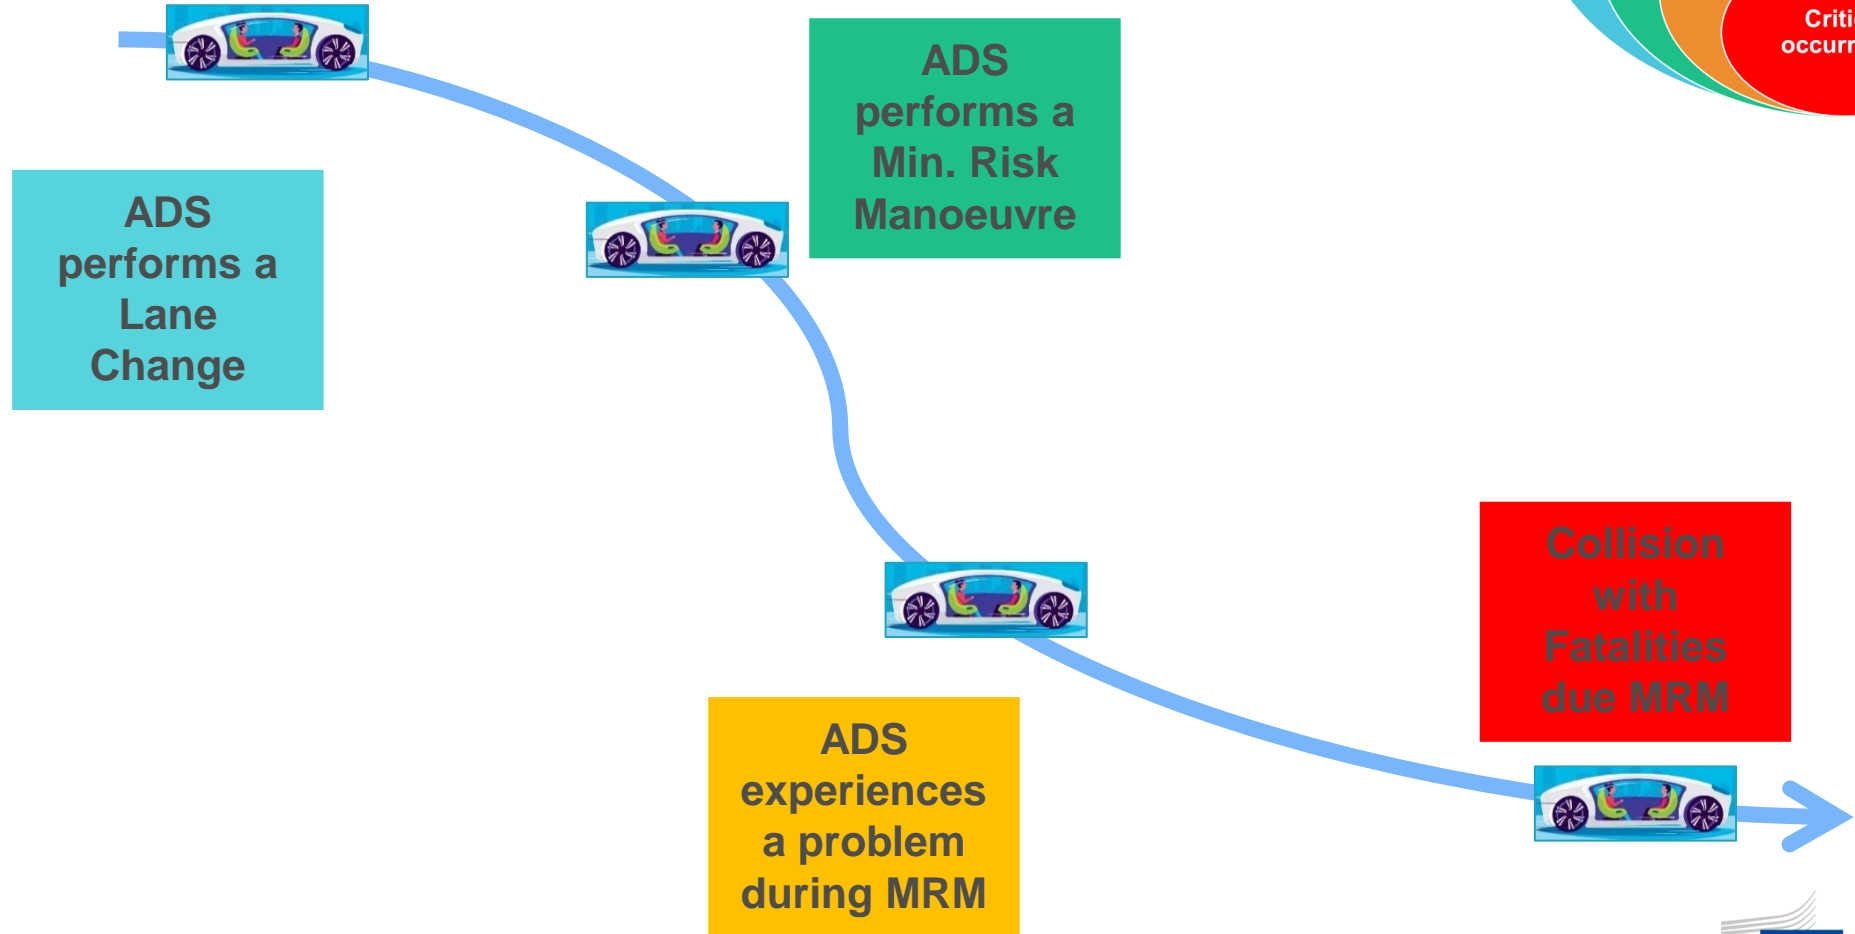 ADS
performs a
Lane
Change
ADS
performs a
Min. Risk
Manoeuvre
ADS
experiences
a problem
during MRM
Collision
with
Fatalities
due MRM